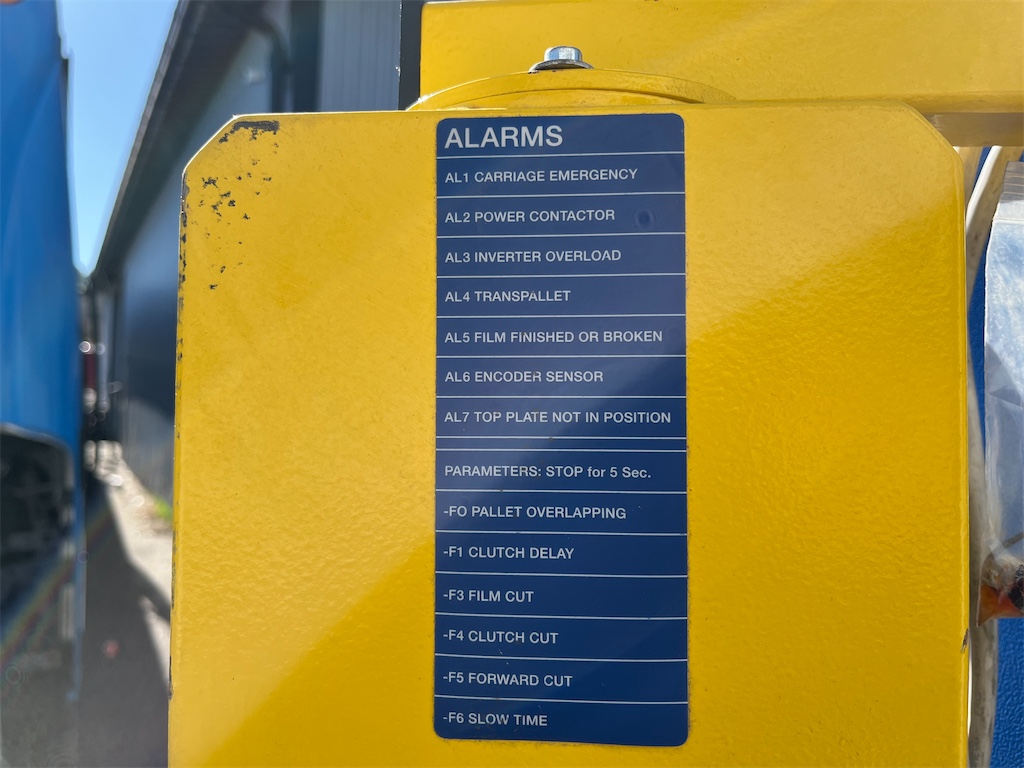 ALARMS
AL1 CARRIAGE EMERGENCY
AL2 POWER CONTACTOR
AL3 INVERTER OVERLOAD
AL4 TRANSPALLET
AL5 FILM FINISHED OR BROKEN
AL6 ENCODER SENSOR
AL7 TOP PLATE NOT IN POSITION
PARAMETERS: STOP for 5 Sec.
-FO PALLET OVERLAPPING
-F1 CLUTCH DELAY
-F3 FILM CUT
-F4 CLUTCH CUT
-F5 FORWARD CUT
-F6 SLOW TIME